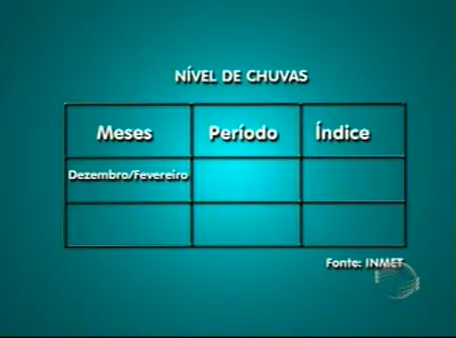 NÍVEL DE CHUVAS
Meses Período Índice
Dezembro/Fevereiro
Fonte: INMET